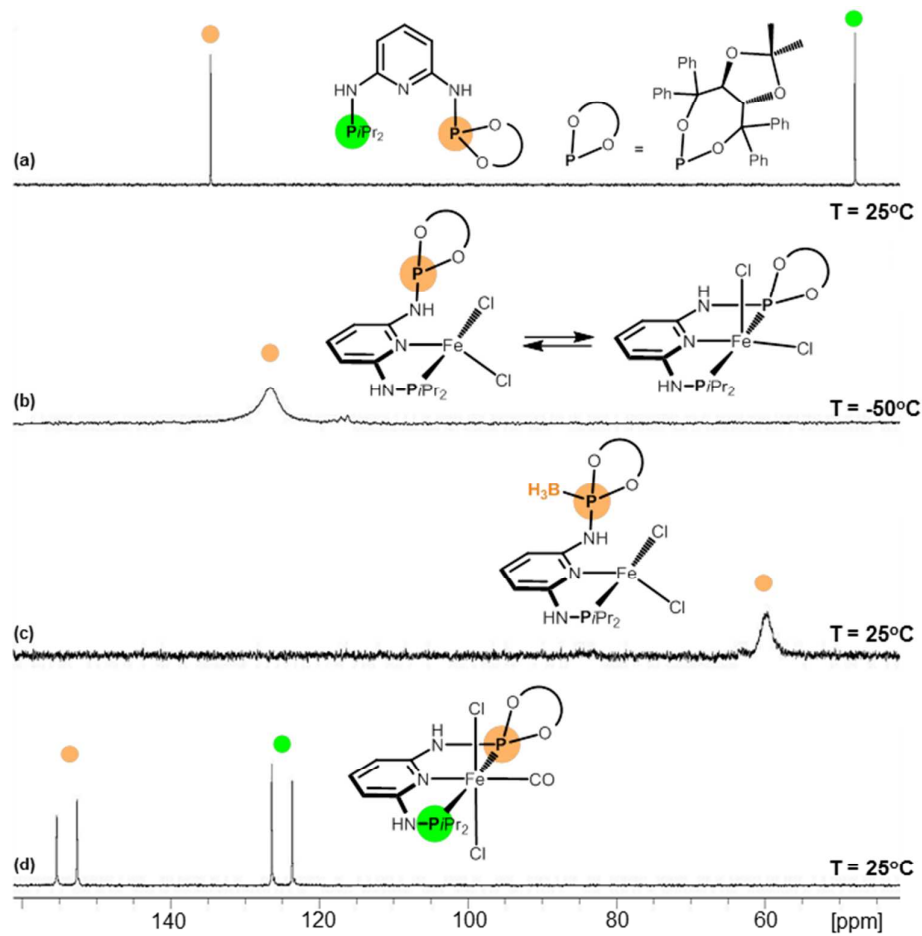 N
HN
NH
PiPr2
P
O
O
P
=
Ph
Ph
O
O
O
P
O
Ph
Ph
(a)
T = 25°C
O
P
O
NH
Cl
N
Fe
Cl
HN
PiPr2
H
N
Cl
P
O
O
N
Fe
Cl
HN
PiPr2
(b)
T = -50°C
O
H3B
P
O
NH
Cl
N
Fe
Cl
HN
PiPr2
(c)
T = 25°C
Cl
O
H
N
P
O
N
Fe
CO
HN
PiPr2
Cl
(d)
T = 25°C
140 120 100 80 60 [ppm]